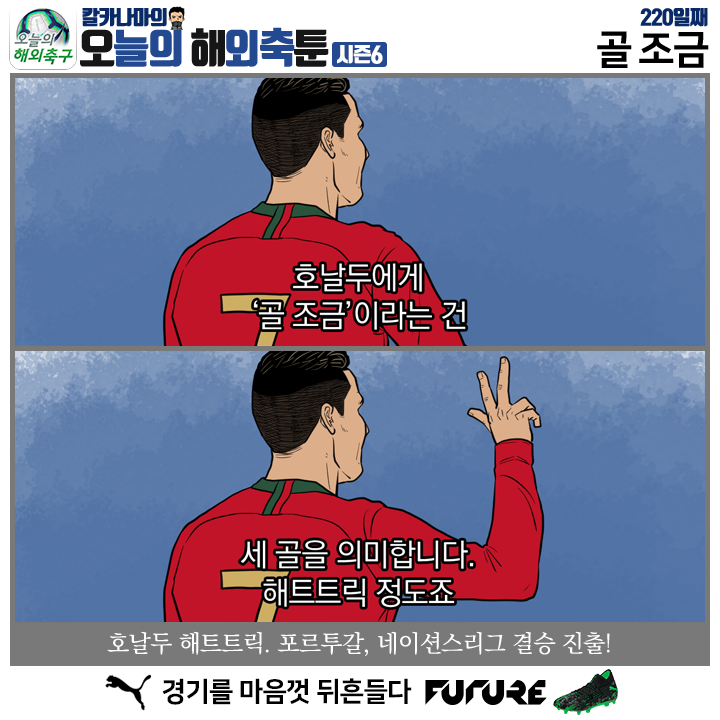 오늘의
해외축구
칼카나마의
오늘의 해외축툰
시즌6
220일째
골 조금
호날두에게
‘골 조금’이라는 건
7
세 골을 의미합니다.
해트트릭 정도죠
7
호날두 해트트릭. 포르투갈, 네이션스리그 결승 진출!
경기를 마음껏 뒤흔들다 FUTURE